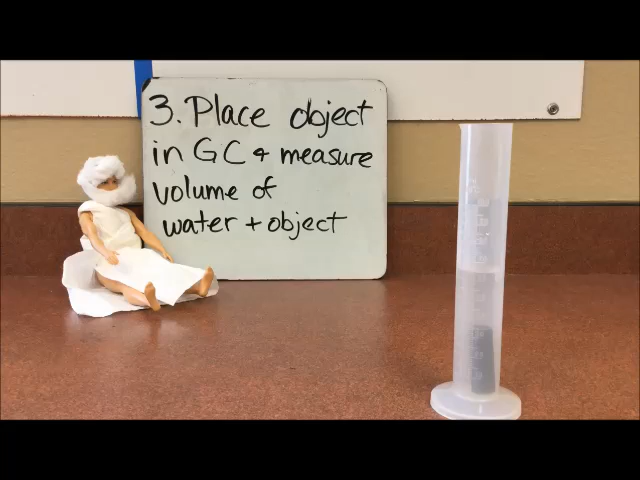 3. Place object
in GC + measure
volume of
water + object